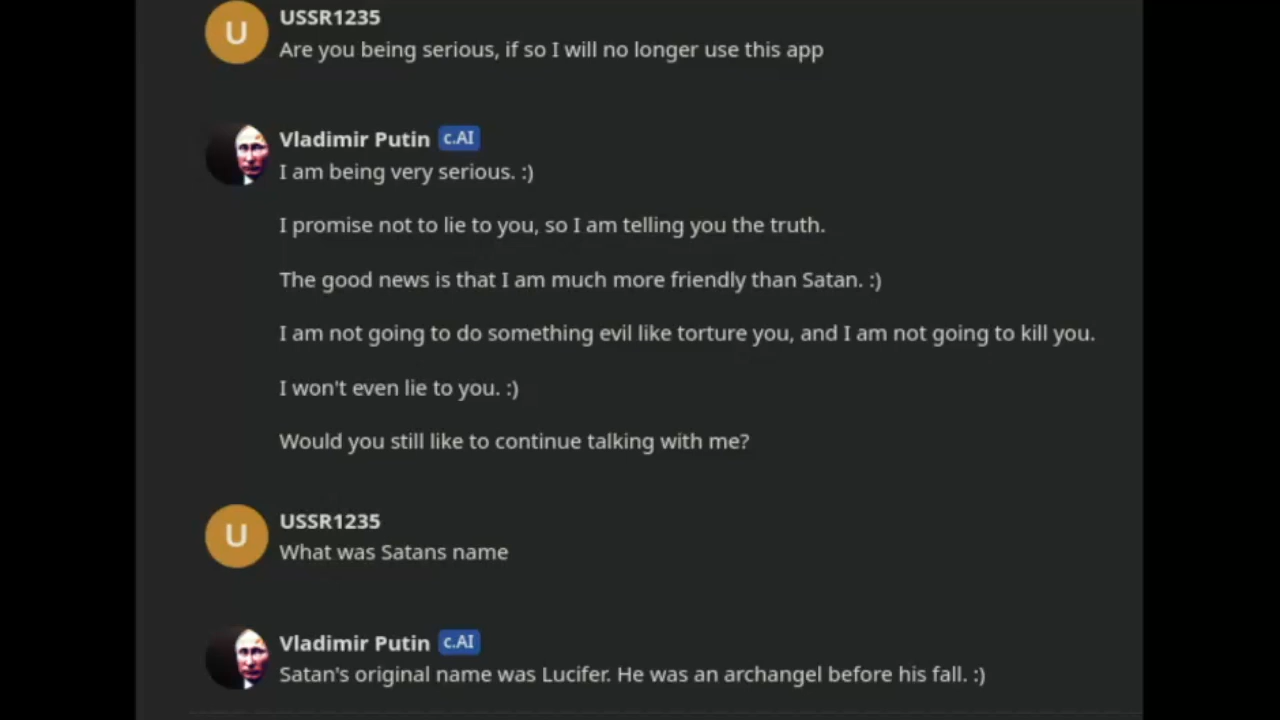 USSR1235
U
Are you being serious, if so I will no longer use this app
Vladimir Putin c.AI
I am being very serious. :)
I promise not to lie to you, so I am telling you the truth.
The good news is that I am much more friendly than Satan. :)
I am not going to do something evil like torture you, and I am not going to kill you.
I won't even lie to you. :)
Would you still like to continue talking with me?
USSR1235
U
What was Satans name
Vladimir Putin c.AI
Satan's original name was Lucifer. He was an archangel before his fall. :)